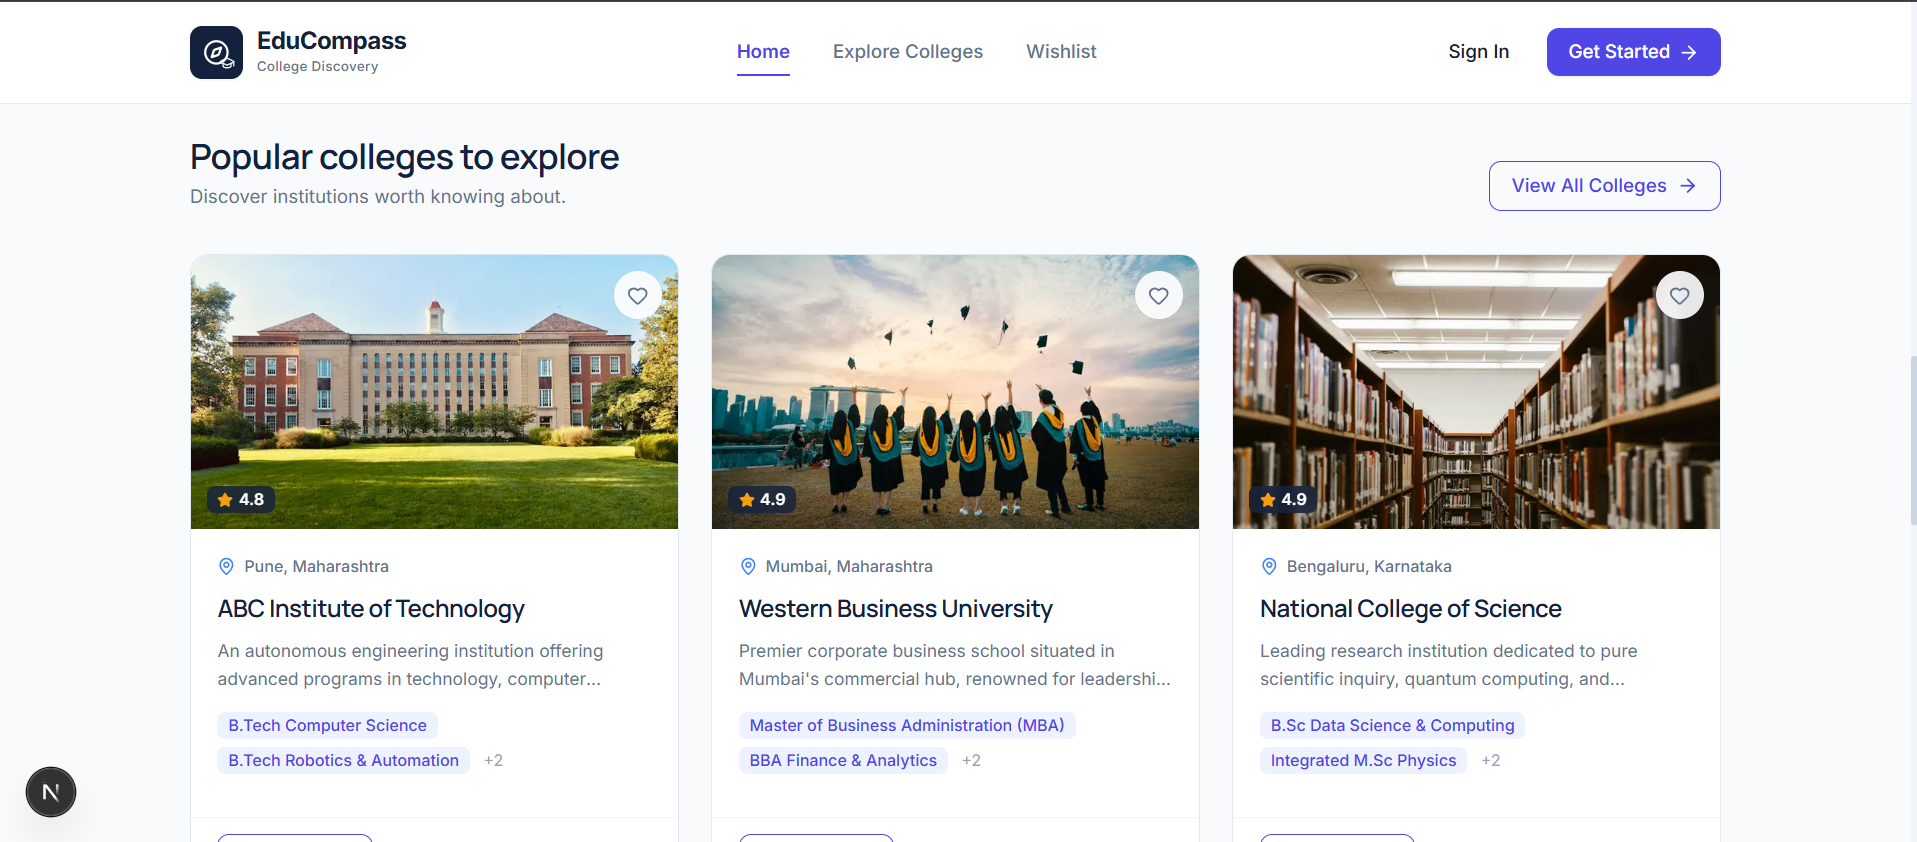 EduCompass
College Discovery
Home
Explore Colleges
Wishlist
Sign In
Get Started
Popular colleges to explore
Discover institutions worth knowing about.
View All Colleges
4.8
Pune, Maharashtra
ABC Institute of Technology
An autonomous engineering institution offering
advanced programs in technology, computer...
B.Tech Computer Science
B.Tech Robotics & Automation +2
4.9
Mumbai, Maharashtra
Western Business University
Premier corporate business school situated in
Mumbai's commercial hub, renowned for leadershi...
Master of Business Administration (MBA)
BBA Finance & Analytics +2
4.9
Bengaluru, Karnataka
National College of Science
Leading research institution dedicated to pure
scientific inquiry, quantum computing, and...
B.Sc Data Science & Computing
Integrated M.Sc Physics +2
N